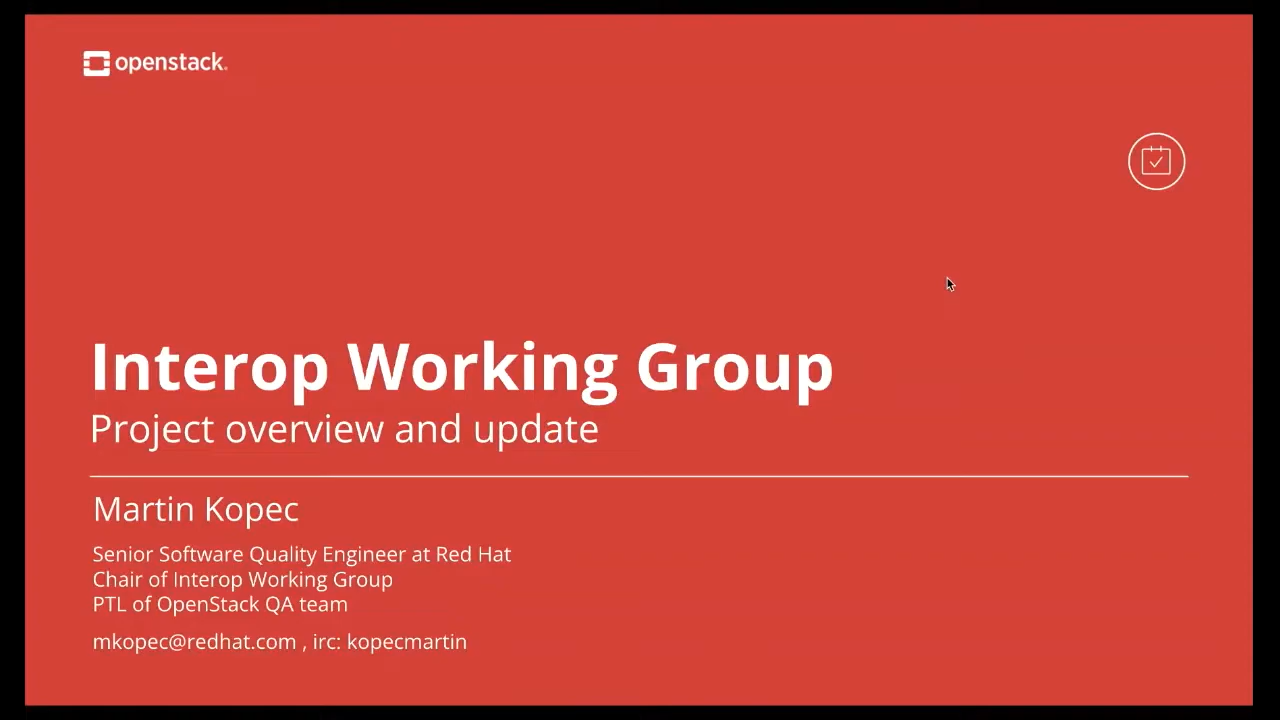 openstack.
Interop Working Group
Project overview and update
Martin Kopec
Senior Software Quality Engineer at Red Hat
Chair of Interop Working Group
PTL of OpenStack QA team
mkopec@redhat.com , irc: kopecmartin